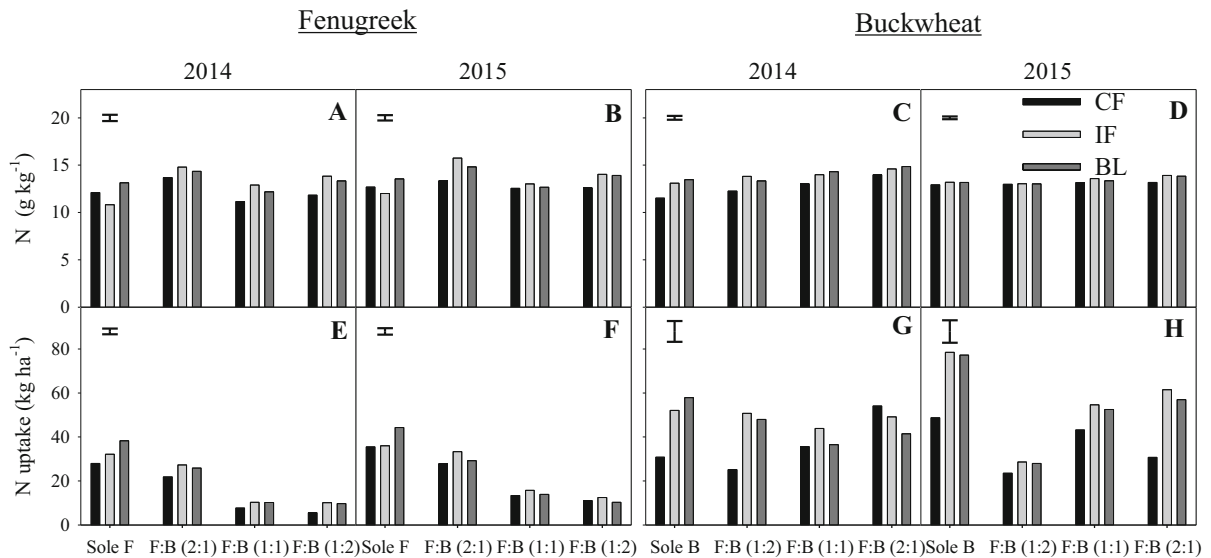 Fenugreek Buckwheat
2014 2015 2014 2015
A B C D
CF
IF
BL
N (g kg⁻¹)
20
15
10
5
0
E F G H
N uptake (kg ha⁻¹)
80
60
40
20
0
Sole F F:B (2:1) F:B (1:1) F:B (1:2) Sole F F:B (2:1) F:B (1:1) F:B (1:2) Sole B F:B (1:2) F:B (1:1) F:B (2:1) Sole B F:B (1:2) F:B (1:1) F:B (2:1)